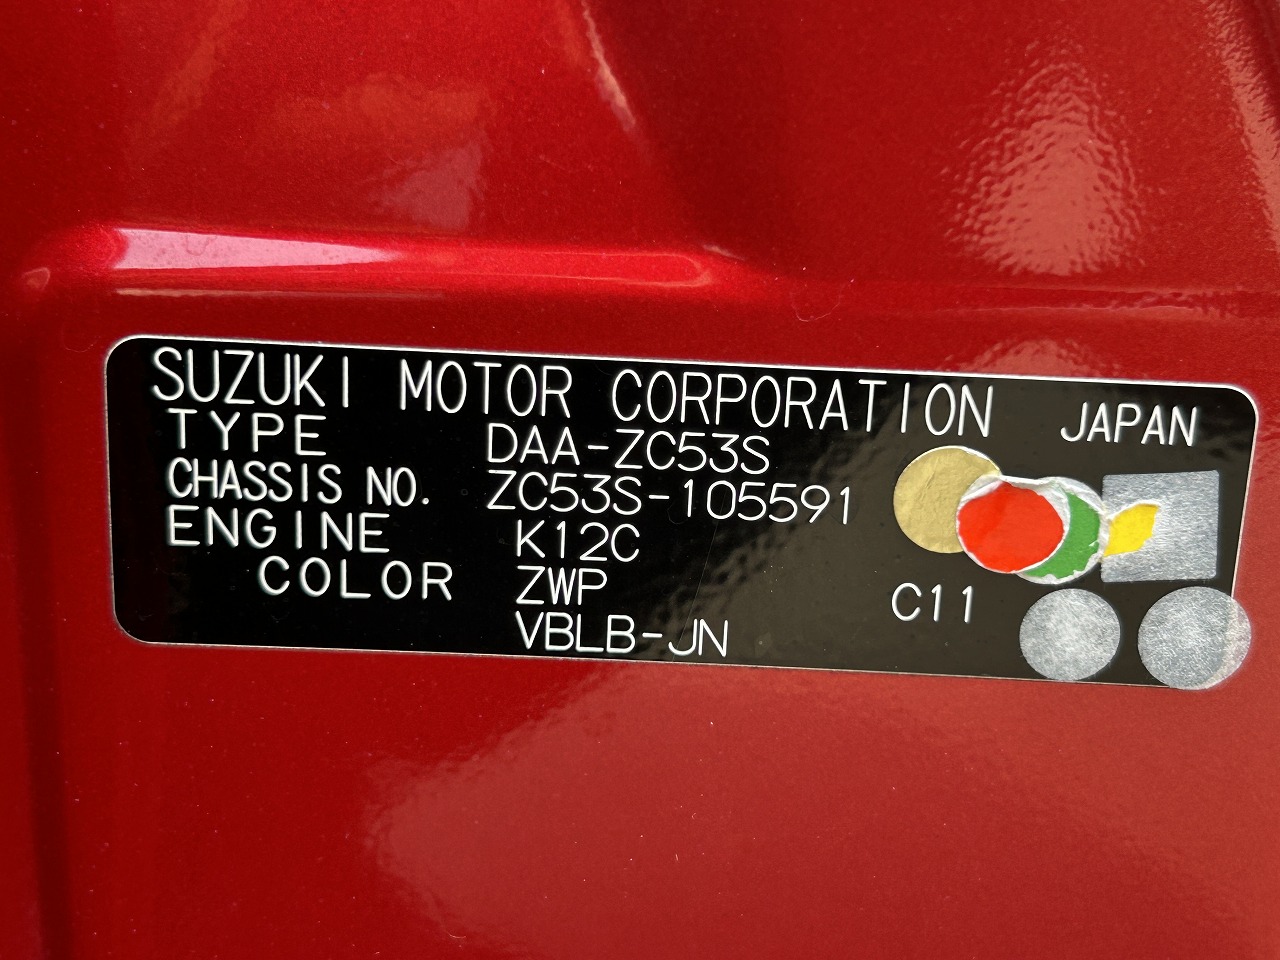 SUZUKI MOTOR CORPORATION JAPAN
TYPE DAA-ZC53S
CHASSIS NO. ZC53S-105591
ENGINE K12C
COLOR ZWP C11
VBLB-JN